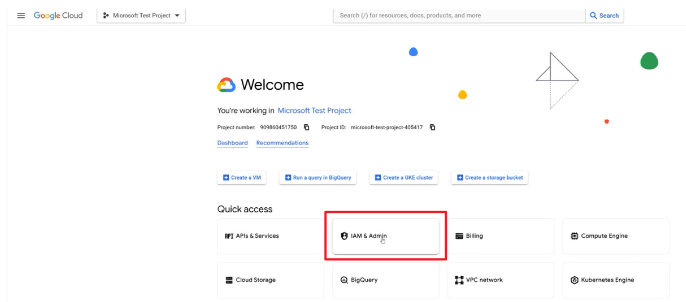 Google Cloud Microsoft Test Project Search (/) for resources, docs, products, and more Search
Welcome
You're working in Microsoft Test Project
Project number: 909860451750 Project ID: microsoft-test-project-405417
Dashboard Recommendations
Create a VM Run a query in BigQuery Create a GKE cluster Create a storage bucket
Quick access
API APIs & Services IAM & Admin Billing Compute Engine
Cloud Storage BigQuery VPC network Kubernetes Engine